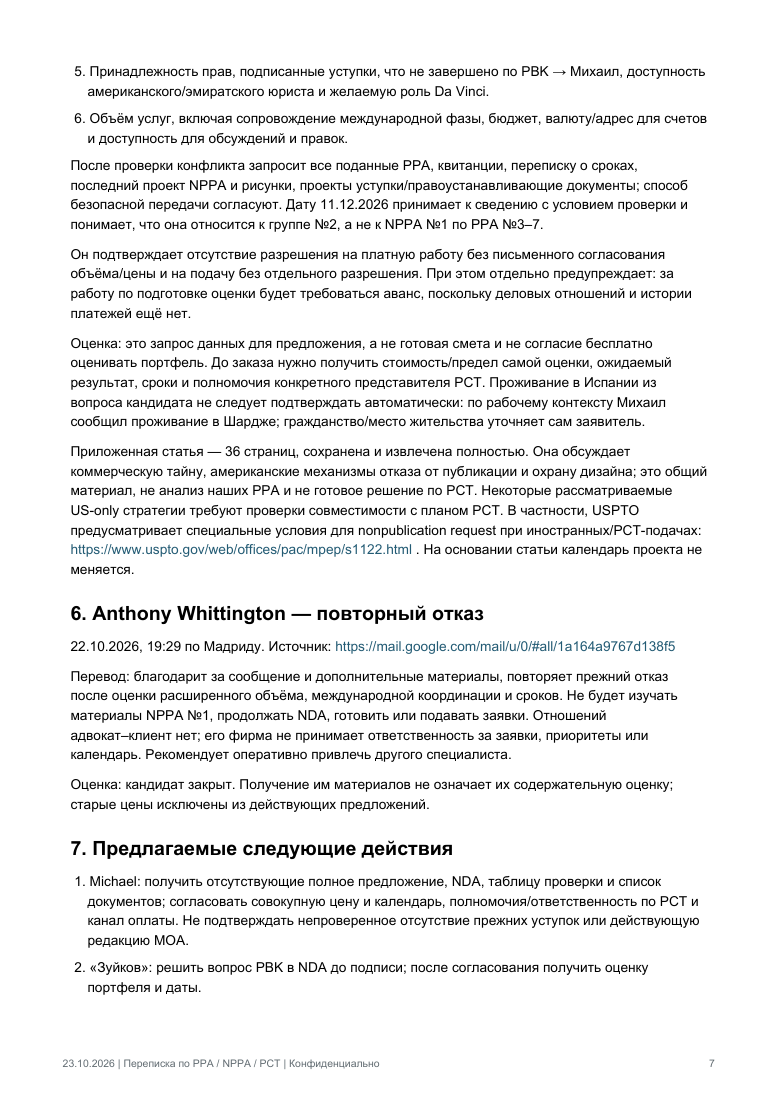 5. Принадлежность прав, подписанные уступки, что не завершено по PBK → Михаил, доступность
американского/эмиратского юриста и желаемую роль Da Vinci.
6. Объём услуг, включая сопровождение международной фазы, бюджет, валюту/адрес для счетов
и доступность для обсуждений и правок.
После проверки конфликта запросит все поданные PPA, квитанции, переписку о сроках,
последний проект NPPA и рисунки, проекты уступки/правоустанавливающие документы; способ
безопасной передачи согласуют. Дату 11.12.2026 принимает к сведению с условием проверки и
понимает, что она относится к группе №2, а не к NPPA №1 по PPA №3–7.
Он подтверждает отсутствие разрешения на платную работу без письменного согласования
объёма/цены и на подачу без отдельного разрешения. При этом отдельно предупреждает: за
работу по подготовке оценки будет требоваться аванс, поскольку деловых отношений и истории
платежей ещё нет.
Оценка: это запрос данных для предложения, а не готовая смета и не согласие бесплатно
оценивать портфель. До заказа нужно получить стоимость/предел самой оценки, ожидаемый
результат, сроки и полномочия конкретного представителя PCT. Проживание в Испании из
вопроса кандидата не следует подтверждать автоматически: по рабочему контексту Михаил
сообщил проживание в Шардже; гражданство/место жительства уточняет сам заявитель.
Приложенная статья — 36 страниц, сохранена и извлечена полностью. Она обсуждает
коммерческую тайну, американские механизмы отказа от публикации и охрану дизайна; это общий
материал, не анализ наших PPA и не готовое решение по PCT. Некоторые рассматриваемые
US-only стратегии требуют проверки совместимости с планом PCT. В частности, USPTO
предусматривает специальные условия для nonpublication request при иностранных/PCT-подачах:
https://www.uspto.gov/web/offices/pac/mpep/s1122.html . На основании статьи календарь проекта не
меняется.
6. Anthony Whittington — повторный отказ
22.10.2026, 19:29 по Мадриду. Источник: https://mail.google.com/mail/u/0/#all/1a164a9767d138f5
Перевод: благодарит за сообщение и дополнительные материалы, повторяет прежний отказ
после оценки расширенного объёма, международной координации и сроков. Не будет изучать
материалы NPPA №1, продолжать NDA, готовить или подавать заявки. Отношений
адвокат–клиент нет; его фирма не принимает ответственность за заявки, приоритеты или
календарь. Рекомендует оперативно привлечь другого специалиста.
Оценка: кандидат закрыт. Получение им материалов не означает их содержательную оценку;
старые цены исключены из действующих предложений.
7. Предлагаемые следующие действия
1. Michael: получить отсутствующие полное предложение, NDA, таблицу проверки и список
документов; согласовать совокупную цену и календарь, полномочия/ответственность по PCT и
канал оплаты. Не подтверждать непроверенное отсутствие прежних уступок или действующую
редакцию MOA.
2. «Зуйков»: решить вопрос PBK в NDA до подписи; после согласования получить оценку
портфеля и даты.
23.10.2026 | Переписка по PPA / NPPA / PCT | Конфиденциально
7